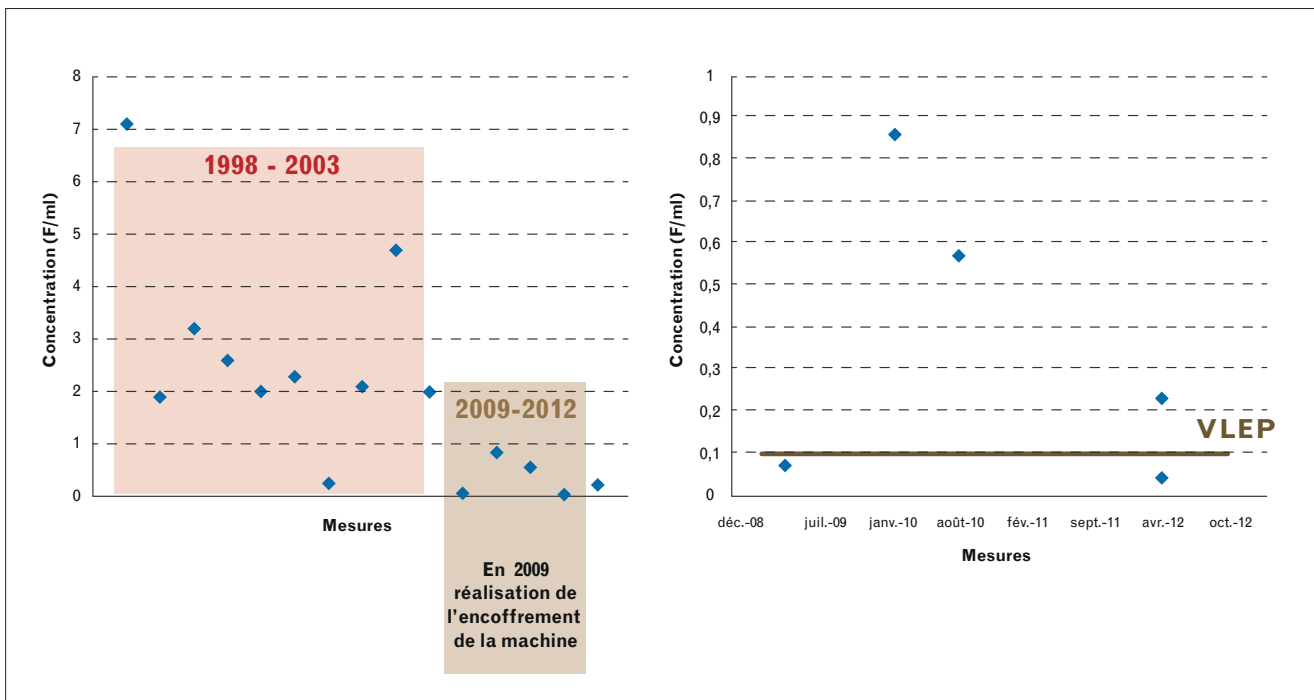 8
7
6
5
4
3
2
1
0
Concentration (F/ml)
1998 - 2003
2009-2012
Mesures
En 2009
réalisation de
l'encoffrement
de la machine
1
0,9
0,8
0,7
0,6
0,5
0,4
0,3
0,2
0,1
0
Concentration (F/ml)
VLEP
déc.-08 juil.-09 janv.-10 août-10 fév.-11 sept.-11 avr.-12 oct.-12
Mesures